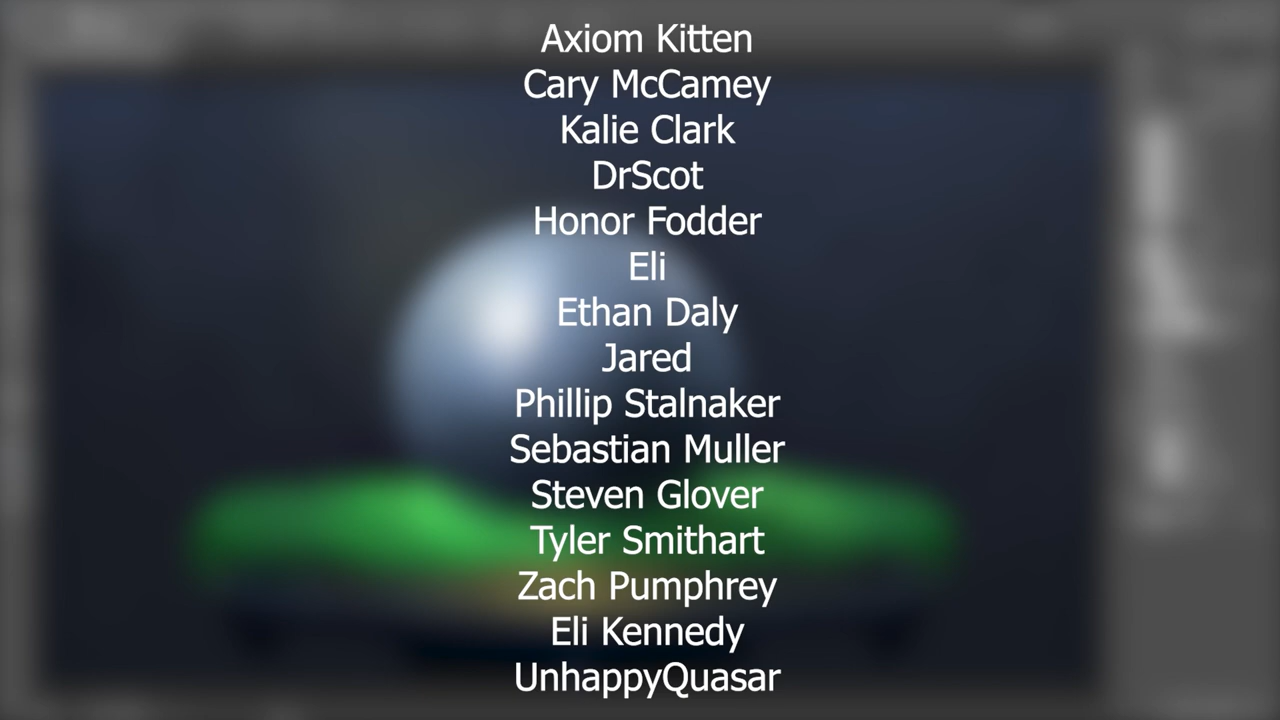 Axiom Kitten
Cary McCamey
Kalie Clark
DrScot
Honor Fodder
Eli
Ethan Daly
Jared
Phillip Stalnaker
Sebastian Muller
Steven Glover
Tyler Smithart
Zach Pumphrey
Eli Kennedy
UnhappyQuasar